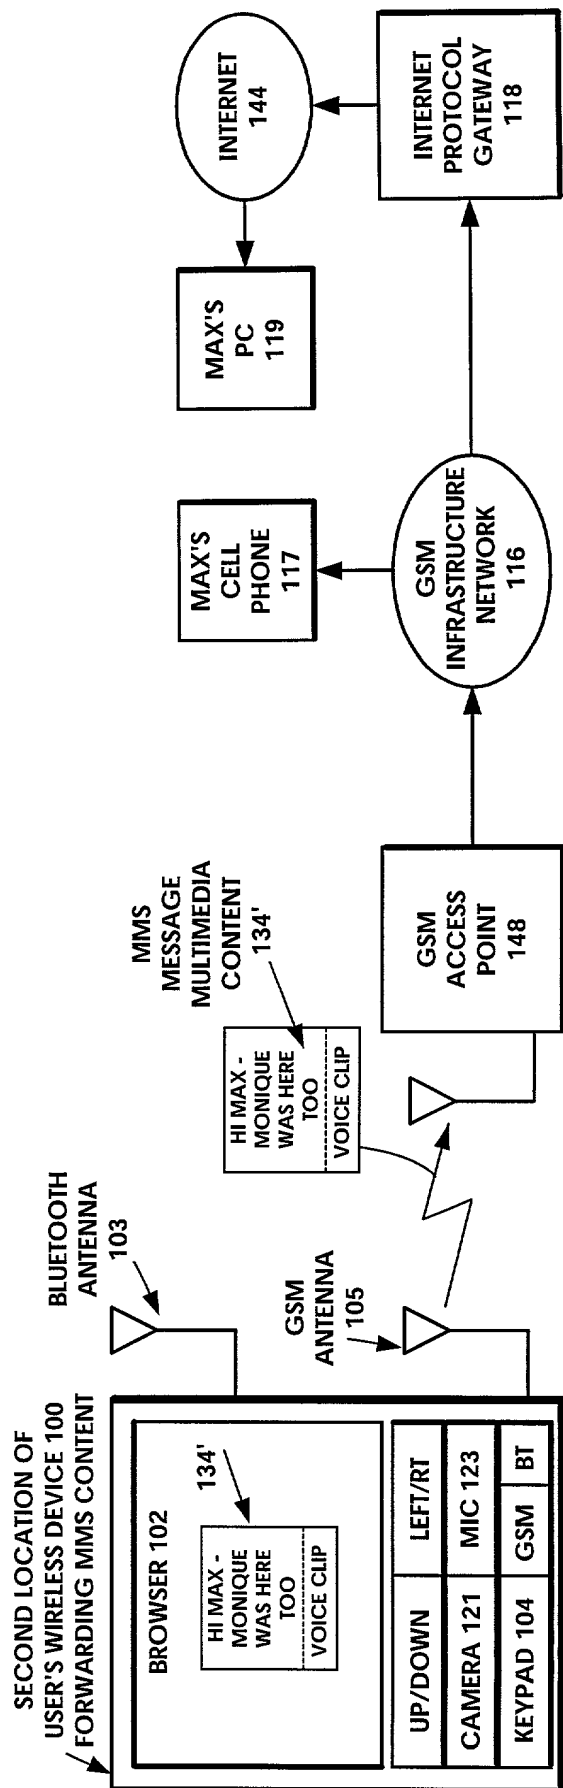 SECOND LOCATION OF
USER'S WIRELESS DEVICE 100
FORWARDING MMS CONTENT
BROWSER 102
134'
HI MAX -
MONIQUE
WAS HERE
TOO
VOICE CLIP
UP/DOWN
LEFT/RT
CAMERA 121
MIC 123
KEYPAD 104
GSM
BT
BLUETOOTH
ANTENNA
103
GSM
ANTENNA
105
HI MAX -
MONIQUE
WAS HERE
TOO
VOICE CLIP
MMS
MESSAGE
MULTIMEDIA
CONTENT
134'
GSM
ACCESS
POINT
148
GSM
INFRASTRUCTURE
NETWORK
116
MAX'S
CELL
PHONE
117
MAX'S
PC
119
INTERNET
144
INTERNET
PROTOCOL
GATEWAY
118